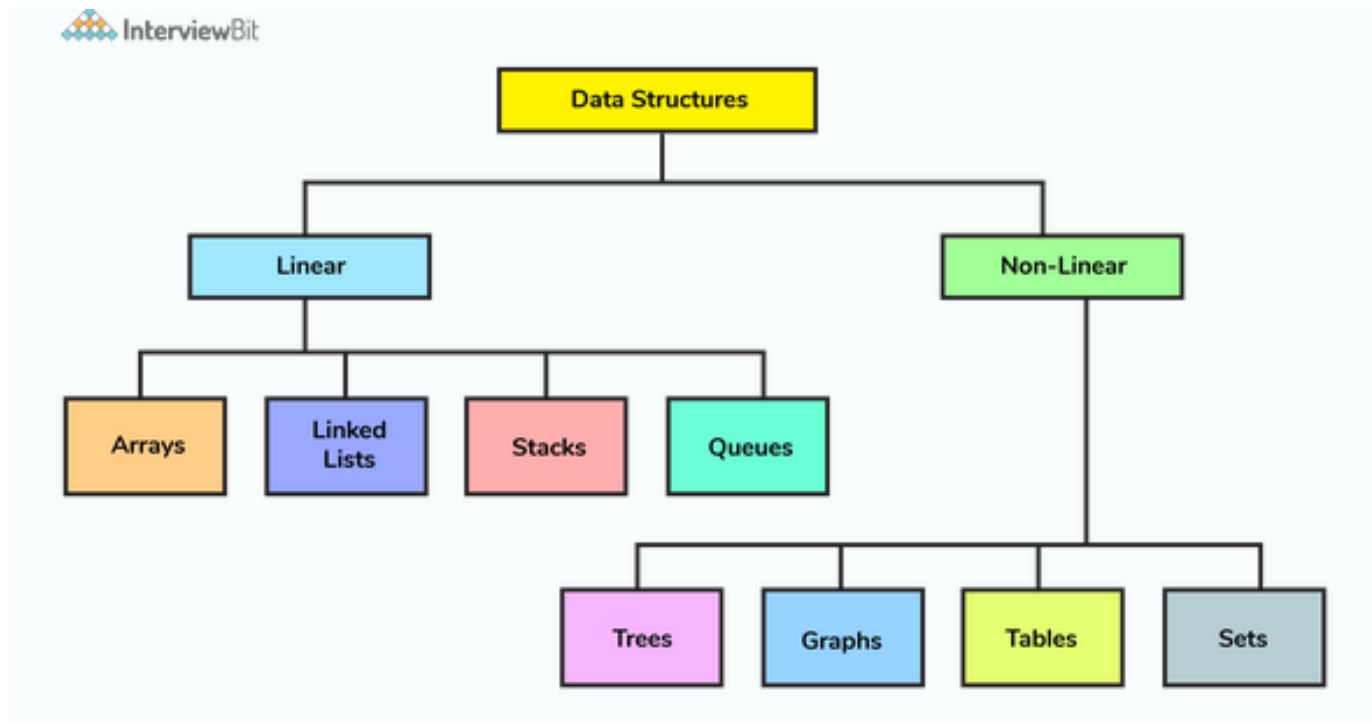 InterviewBit
Data Structures
Linear
Non-Linear
Arrays
Linked
Lists
Stacks
Queues
Trees
Graphs
Tables
Sets